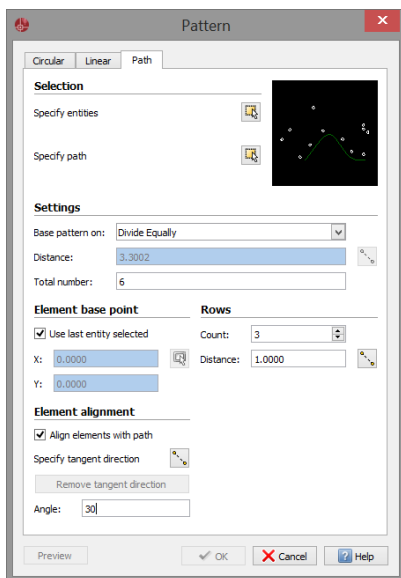 Pattern
Circular Linear Path
Selection
Specify entities
Specify path
Settings
Base pattern on: Divide Equally
Distance: 3.3002
Total number: 6
Element base point Rows
Use last entity selected Count: 3
X: 0.0000 Distance: 1.0000
Y: 0.0000
Element alignment
Align elements with path
Specify tangent direction
Remove tangent direction
Angle: 30
Preview OK Cancel Help